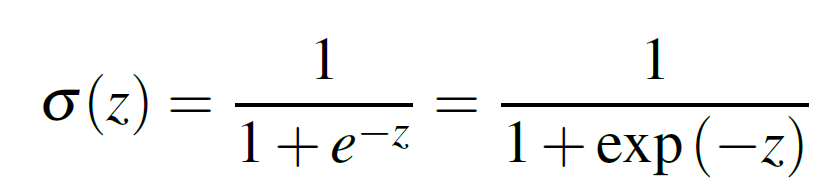 σ(z) = 1 / (1 + e^{−z}) = 1 / (1 + exp(−z))